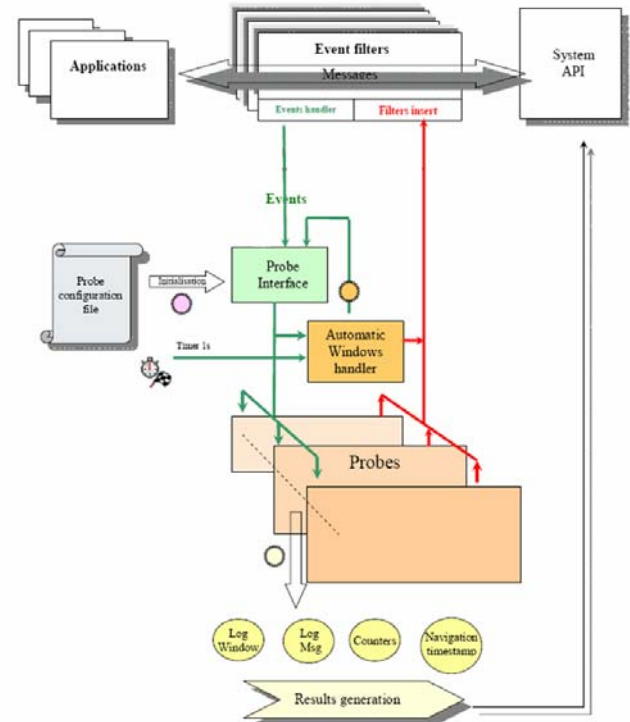 Applications
Event filters
Messages
Events handler
Filters insert
System
API
Events
Probe
configuration
file
Initialisation
Probe
Interface
Timer 1s
Automatic
Windows
handler
Probes
Log
Window
Log
Msg
Counters
Navigation
timestamp
Results generation